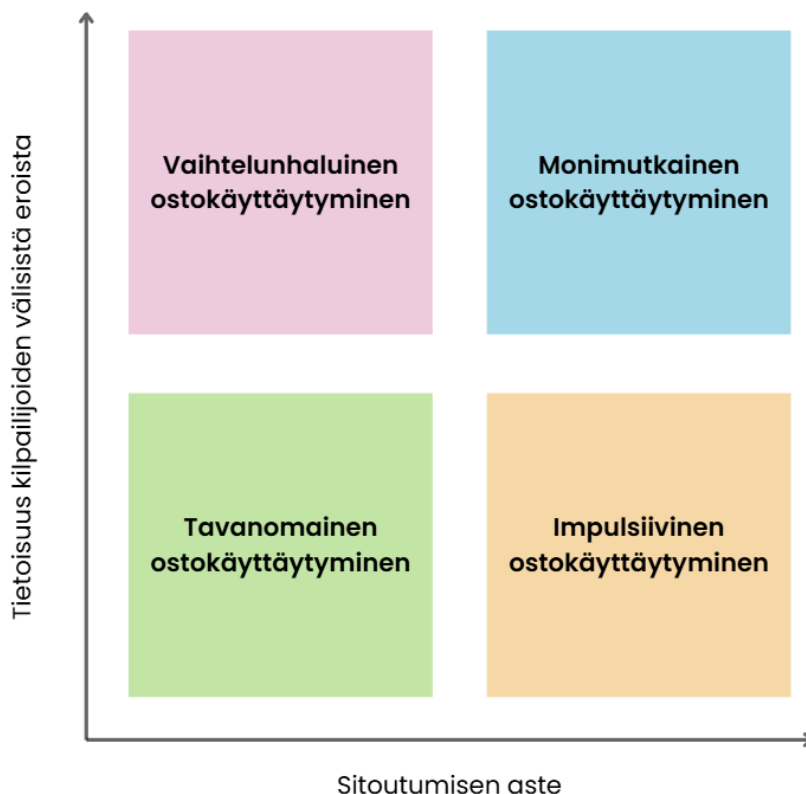 Tietoisuus kilpailijoiden välisistä eroista
Vaihtelunhaluinen
ostokäyttäytyminen
Monimutkainen
ostokäyttäytyminen
Tavanomainen
ostokäyttäytyminen
Impulsiivinen
ostokäyttäytyminen
Sitoutumisen aste